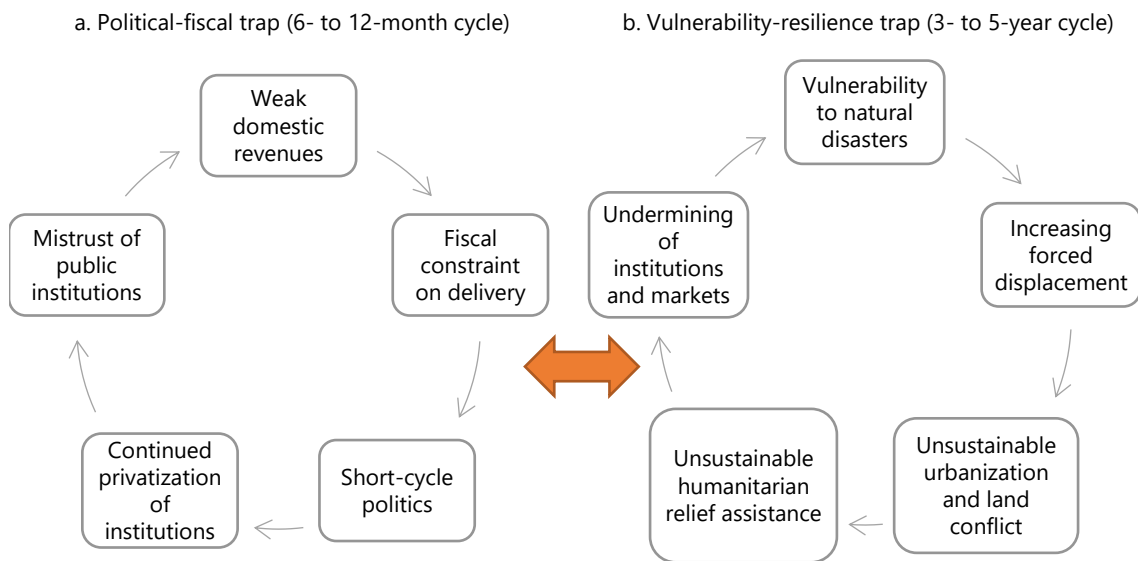 a. Political-fiscal trap (6- to 12-month cycle)
Weak
domestic
revenues
Fiscal
constraint
on delivery
Short-cycle
politics
Continued
privatization
of
institutions
Mistrust of
public
institutions
b. Vulnerability-resilience trap (3- to 5-year cycle)
Vulnerability
to natural
disasters
Increasing
forced
displacement
Unsustainable
urbanization
and land
conflict
Unsustainable
humanitarian
relief assistance
Undermining
of
institutions
and markets